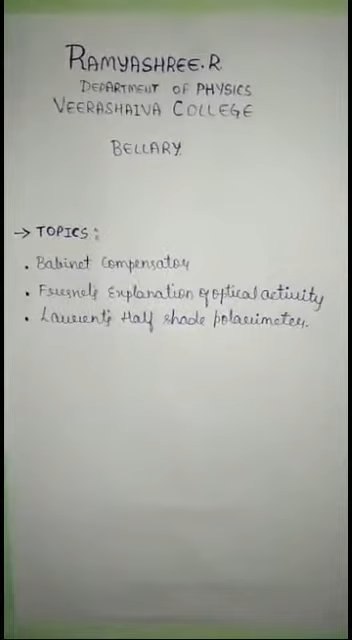 RAMYASHREE.R
DEPARTMENT OF PHYSICS
VEERASHAIVA COLLEGE
BELLARY
→ TOPICS:
• Babinet Compensator
• Fresnel's Explanation of optical activity
• Laurent's Half shade polarimeter.